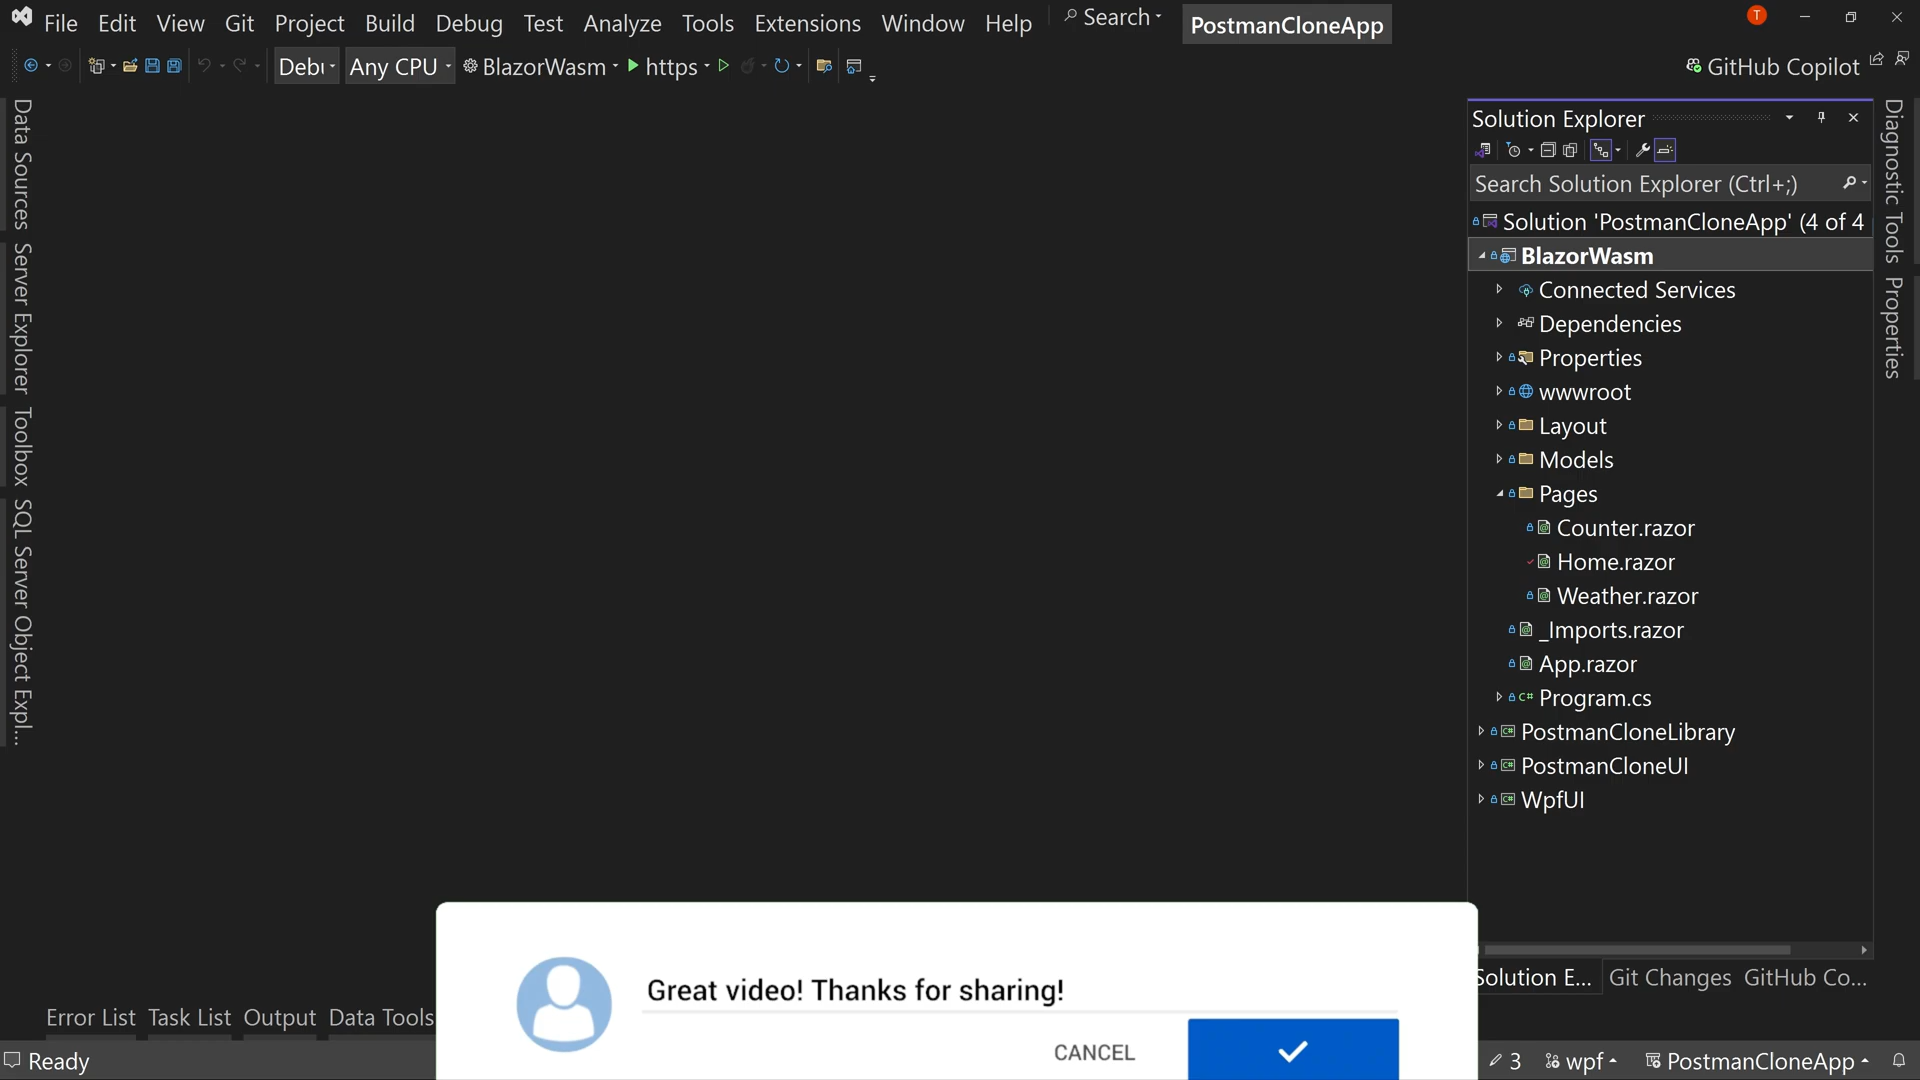 File Edit View Git Project Build Debug Test Analyze Tools Extensions Window Help Search PostmanCloneApp
T
Any CPU BlazorWasm https GitHub Copilot
Data Sources
Server Explorer
Toolbox
SQL Server Object Expl...
Solution Explorer
Search Solution Explorer (Ctrl+;)
Solution 'PostmanCloneApp' (4 of 4
BlazorWasm
Connected Services
Dependencies
Properties
wwwroot
Layout
Models
Pages
Counter.razor
Home.razor
Weather.razor
_Imports.razor
App.razor
C# Program.cs
C# PostmanCloneLibrary
C# PostmanCloneUI
C# WpfUI
Diagnostic Tools
Properties
Solution E... Git Changes GitHub Co...
Great video! Thanks for sharing!
CANCEL
Error List Task List Output Data Tools
Ready
3 wpf PostmanCloneApp